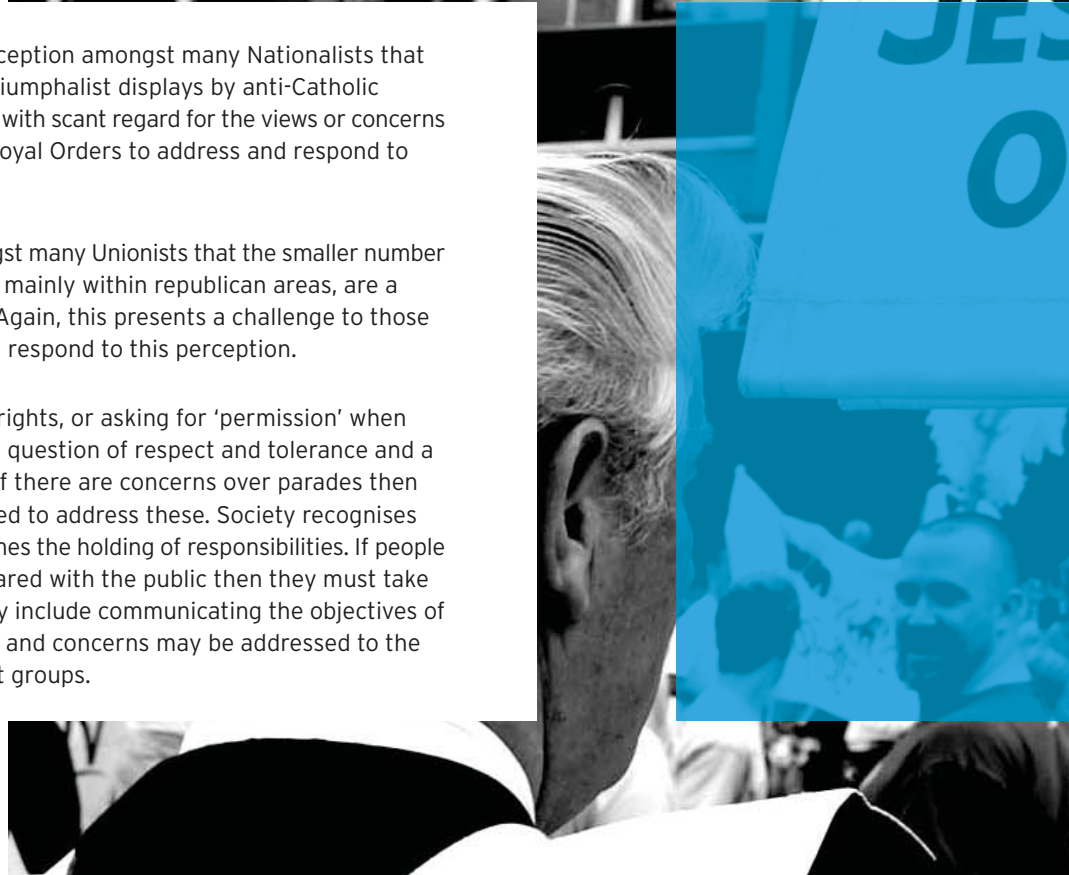 ception amongst many Nationalists that
iumphalist displays by anti-Catholic
with scant regard for the views or concerns
oyal Orders to address and respond to
gst many Unionists that the smaller number
mainly within republican areas, are a
Again, this presents a challenge to those
respond to this perception.
rights, or asking for ‘permission’ when
question of respect and tolerance and a
f there are concerns over parades then
ed to address these. Society recognises
nes the holding of responsibilities. If people
ared with the public then they must take
y include communicating the objectives of
and concerns may be addressed to the
t groups.
JES
O